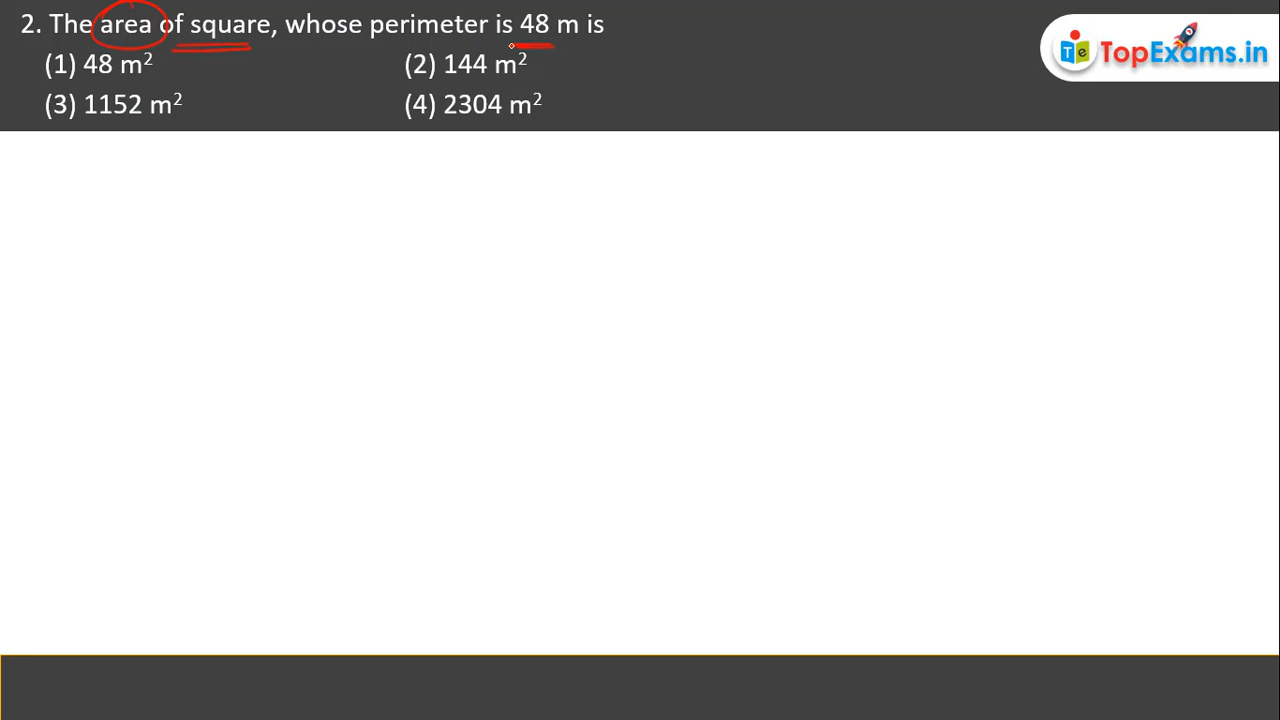 2. The area of square, whose perimeter is 48 m is
(1) 48 m² (2) 144 m²
(3) 1152 m² (4) 2304 m²
Te TopExams.in